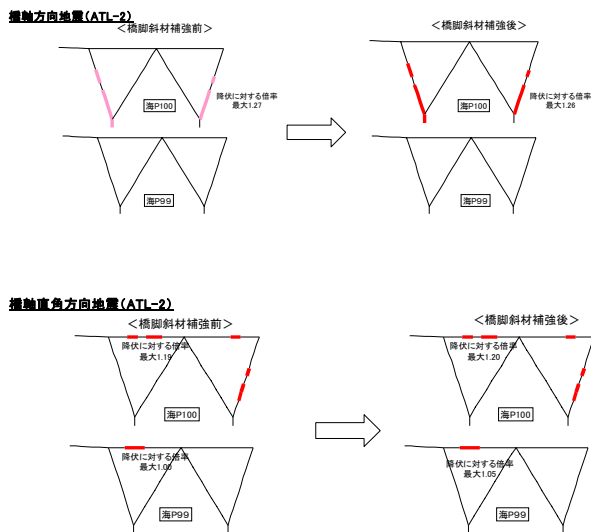 橋軸方向地震(ATL-2)
＜橋脚斜材補強前＞
＜橋脚斜材補強後＞
降伏に対する倍率
最大1.27
海P100
降伏に対する倍率
最大1.26
海P100
海P99
海P99
橋軸直角方向地震(ATL-2)
＜橋脚斜材補強前＞
＜橋脚斜材補強後＞
降伏に対する倍率
最大1.19
海P100
降伏に対する倍率
最大1.20
海P100
降伏に対する倍率
最大1.00
海P99
降伏に対する倍率
最大1.05
海P99